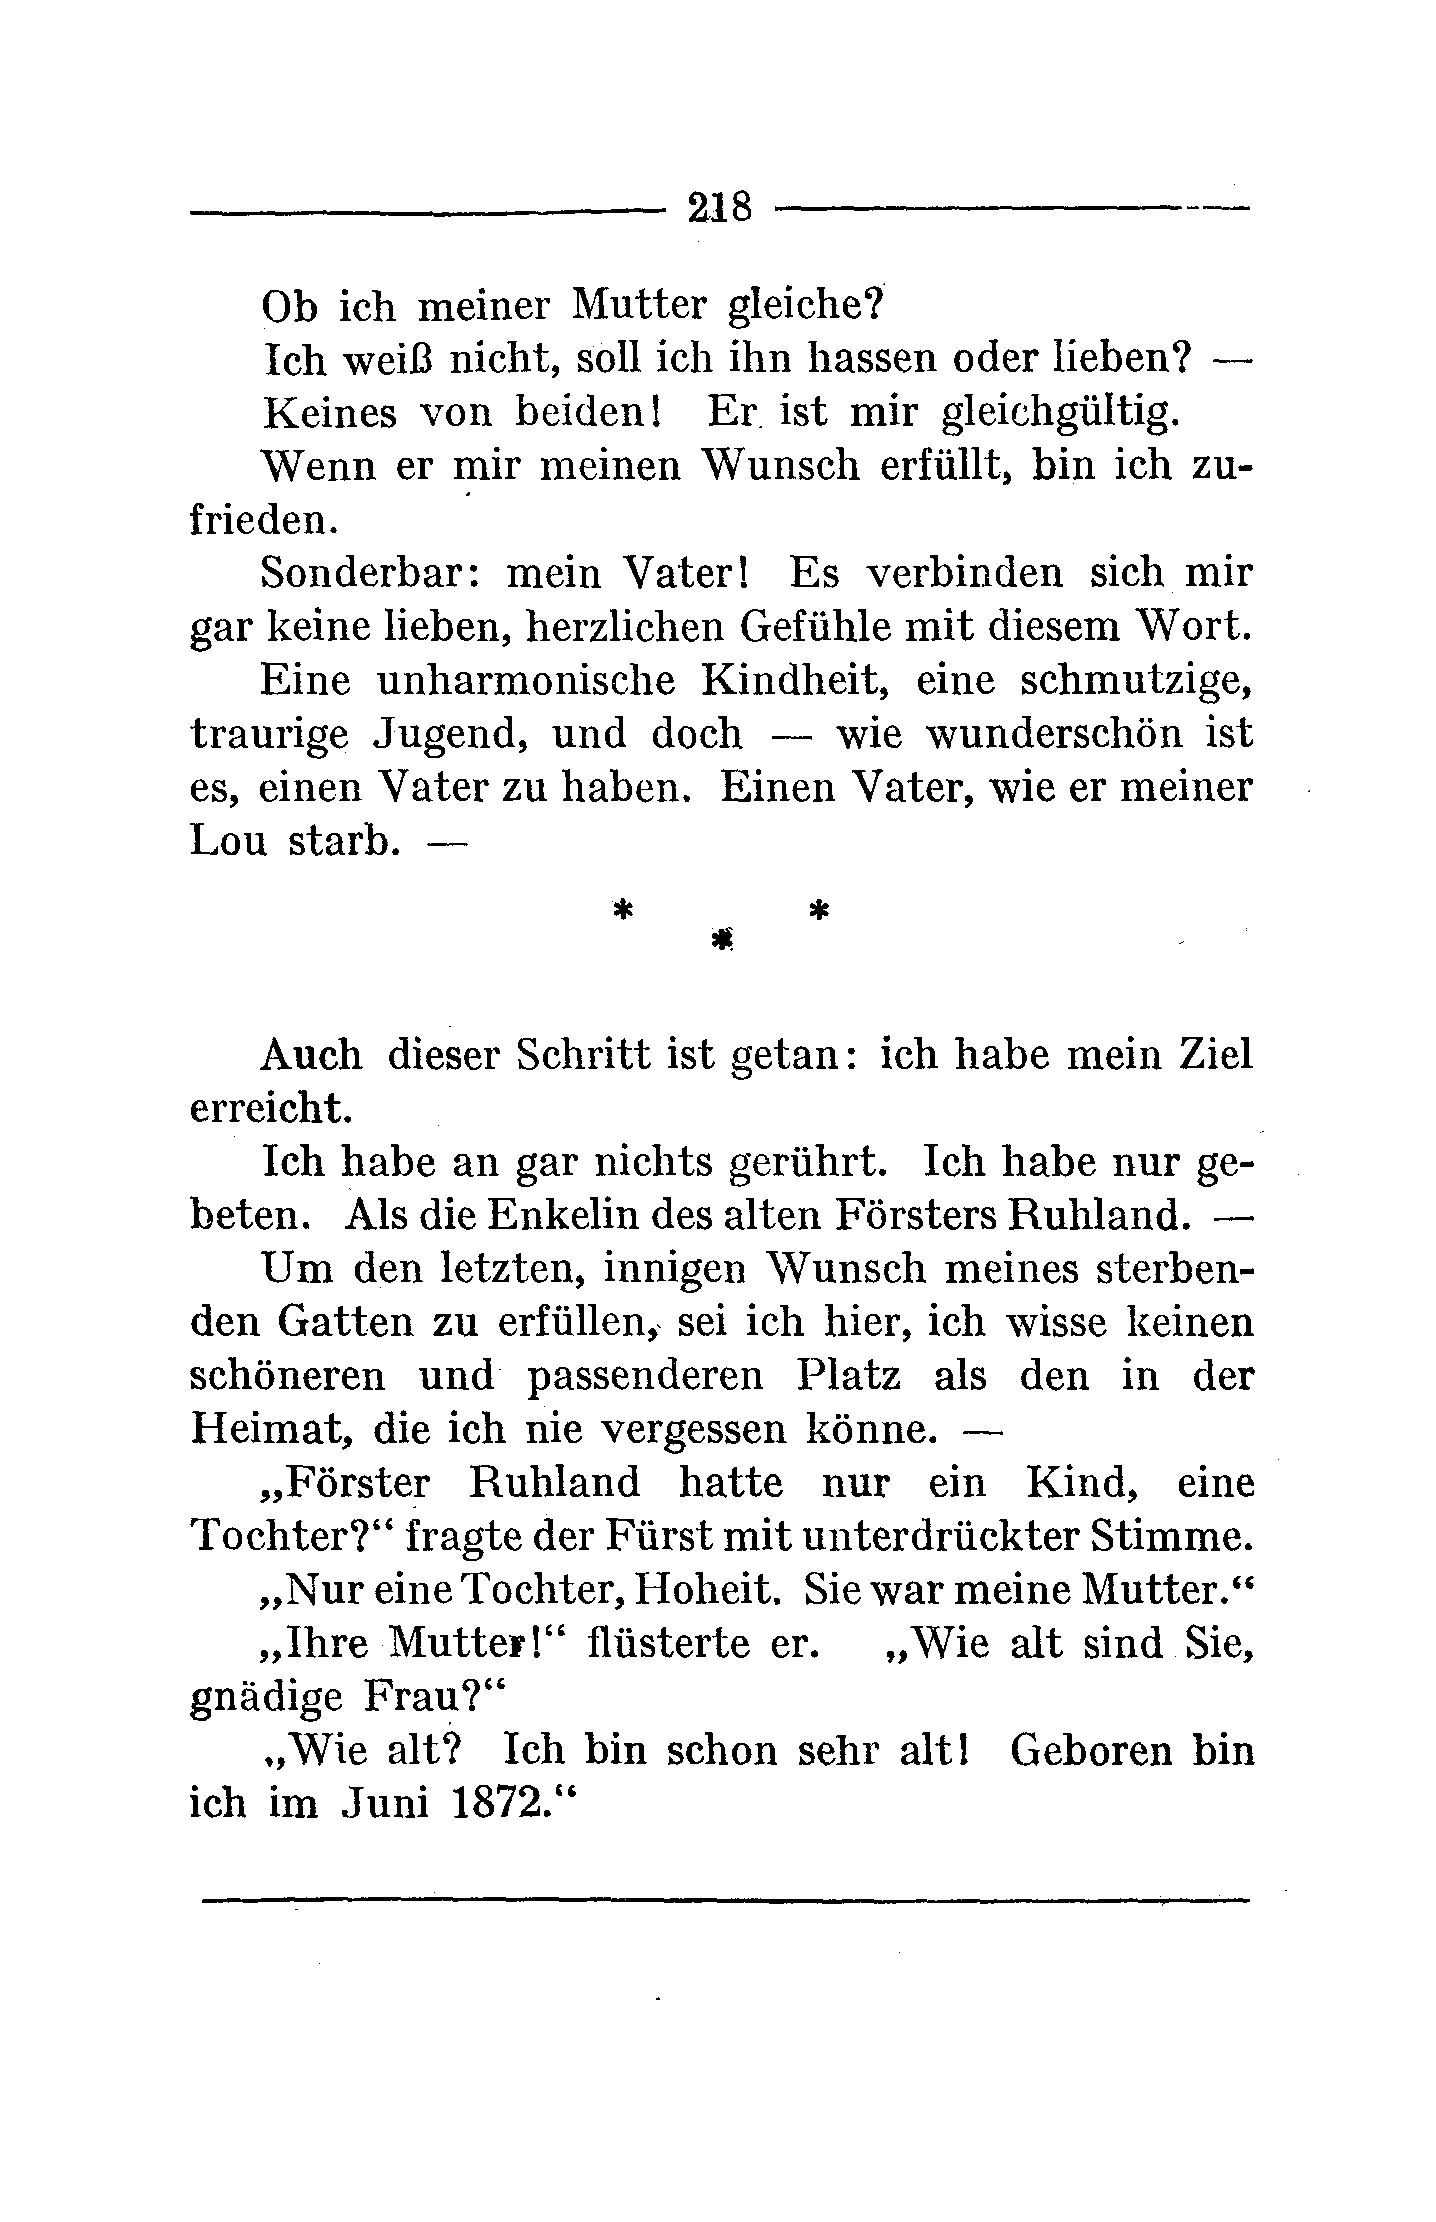 218
Ob ich meiner Mutter gleiche?
Ich weiß nicht, soll ich ihn hassen oder lieben? —
Keines von beiden! Er ist mir gleichgültig.
Wenn er mir meinen Wunsch erfüllt, bin ich zu-
frieden.
Sonderbar: mein Vater! Es verbinden sich mir
gar keine lieben, herzlichen Gefühle mit diesem Wort.
Eine unharmonische Kindheit, eine schmutzige,
traurige Jugend, und doch — wie wunderschön ist
es, einen Vater zu haben. Einen Vater, wie er meiner
Lou starb. —
* *
*
Auch dieser Schritt ist getan: ich habe mein Ziel
erreicht.
Ich habe an gar nichts gerührt. Ich habe nur ge-
beten. Als die Enkelin des alten Försters Ruhland. —
Um den letzten, innigen Wunsch meines sterben-
den Gatten zu erfüllen, sei ich hier, ich wisse keinen
schöneren und passenderen Platz als den in der
Heimat, die ich nie vergessen könne. —
„Förster Ruhland hatte nur ein Kind, eine
Tochter?“ fragte der Fürst mit unterdrückter Stimme.
„Nur eine Tochter, Hoheit. Sie war meine Mutter.“
„Ihre Mutter!“ flüsterte er. „Wie alt sind Sie,
gnädige Frau?“
„Wie alt? Ich bin schon sehr alt! Geboren bin
ich im Juni 1872.“